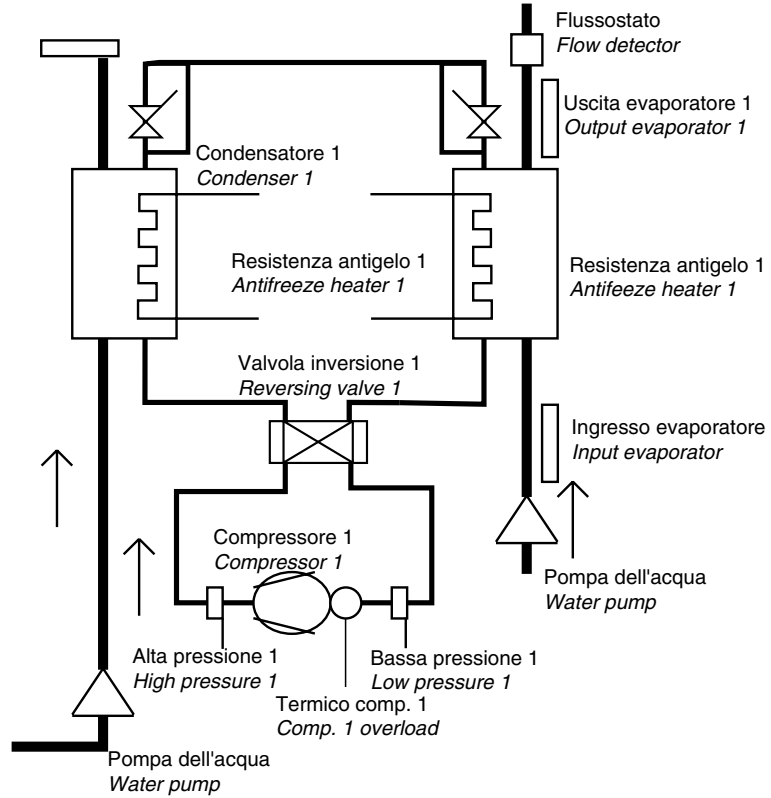 Flussostato
Flow detector
Uscita evaporatore 1
Output evaporator 1
Condensatore 1
Condenser 1
Resistenza antigelo 1
Antifreeze heater 1
Resistenza antigelo 1
Antifeeze heater 1
Valvola inversione 1
Reversing valve 1
Ingresso evaporatore
Input evaporator
Compressore 1
Compressor 1
Pompa dell'acqua
Water pump
Alta pressione 1
High pressure 1
Bassa pressione 1
Low pressure 1
Termico comp. 1
Comp. 1 overload
Pompa dell'acqua
Water pump